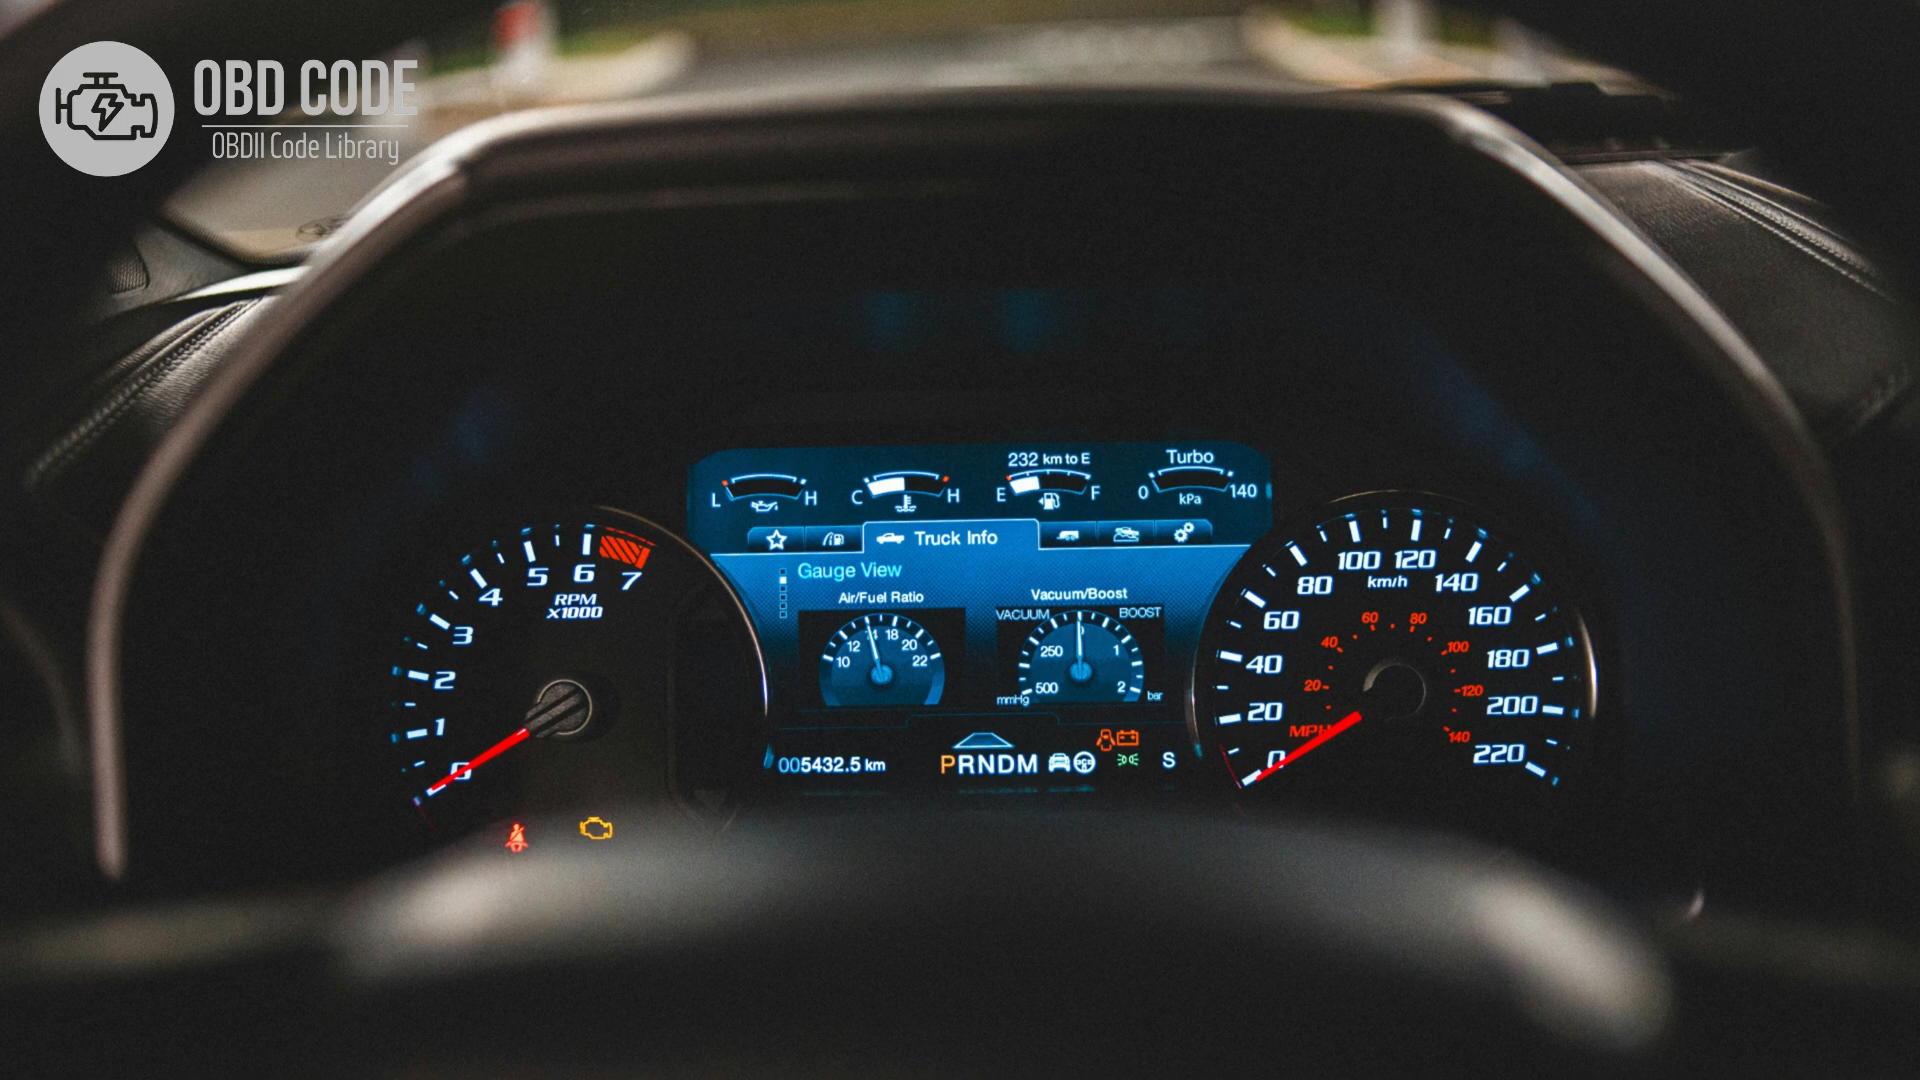 OBD CODE
OBDII Code Library
232 km to E
Turbo
L H
C H
E F
0 140
kPa
Truck Info
Gauge View
Air/Fuel Ratio
10 12 14 18 20 22
Vacuum/Boost
VACUUM BOOST
500 250 0 1 2
mmHg bar
0 1 2 3 4 5 6 7
RPM
X1000
0 20 40 60 80 100 120 140 160 180 200 220
km/h
20 40 60 80 100 120 140
MPH
005432.5 km
PRNDM
S